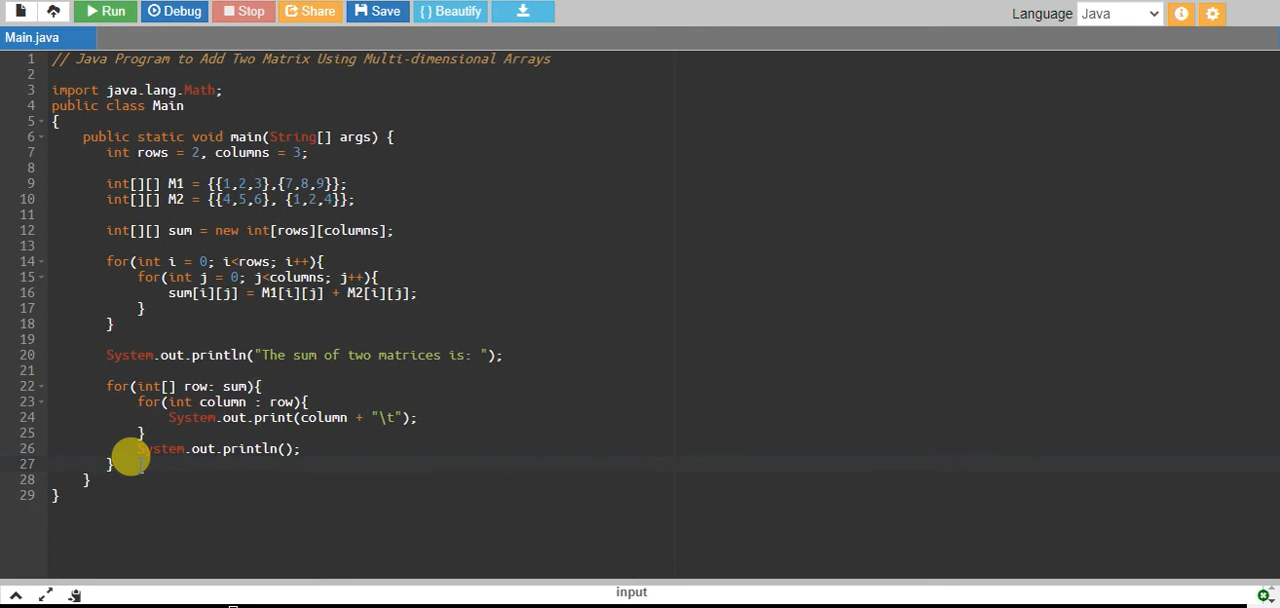 Run Debug Stop Share Save { } Beautify Language Java
Main.java
1 // Java Program to Add Two Matrix Using Multi-dimensional Arrays
2
3 import java.lang.Math;
4 public class Main
5 {
6 public static void main(String[] args) {
7 int rows = 2, columns = 3;
8
9 int[][] M1 = {{1,2,3},{7,8,9}};
10 int[][] M2 = {{4,5,6}, {1,2,4}};
11
12 int[][] sum = new int[rows][columns];
13
14 for(int i = 0; i<rows; i++){
15 for(int j = 0; j<columns; j++){
16 sum[i][j] = M1[i][j] + M2[i][j];
17 }
18 }
19
20 System.out.println("The sum of two matrices is: ");
21
22 for(int[] row: sum){
23 for(int column : row){
24 System.out.print(column + "\t");
25 }
26 System.out.println();
27 }
28 }
29 }
input